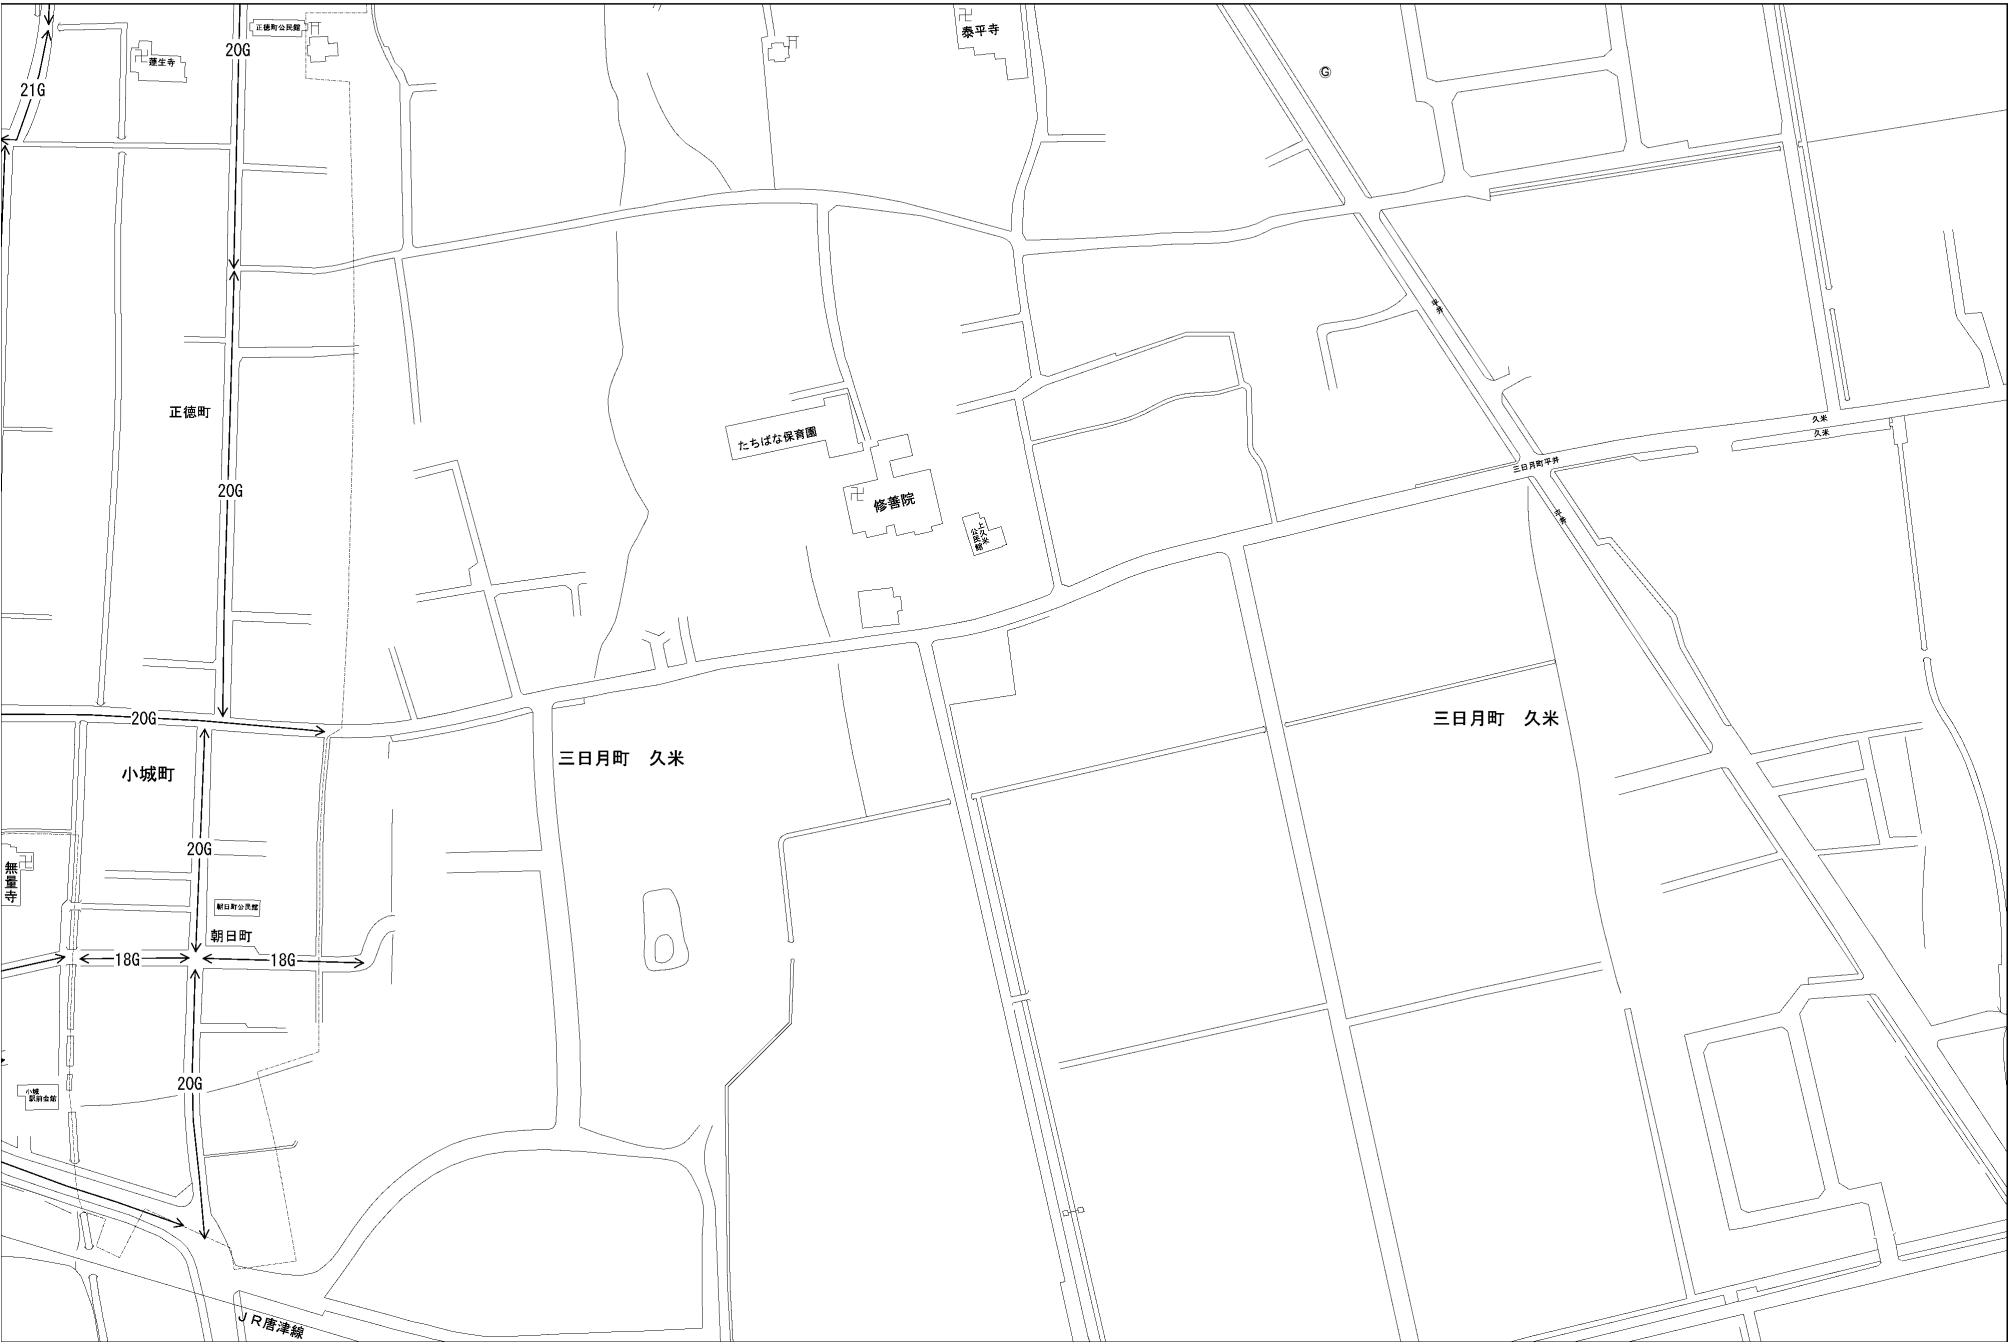 正徳町公民館
泰平寺
20G
蓮生寺
G
21G
平井
正徳町
久米
久米
たちばな保育園
三日月町平井
20G
修善院
平井
上久米
公民館
20G
三日月町　久米
三日月町　久米
小城町
20G
無量寺
朝日町公民館
朝日町
18G
18G
20G
小城
駅前会館
JR唐津線